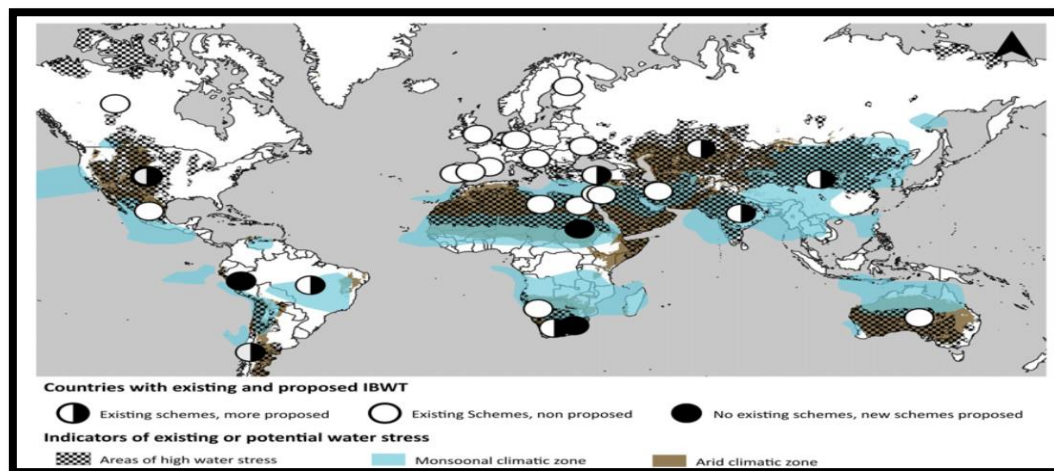 Countries with existing and proposed IBWT
Existing schemes, more proposed
Existing Schemes, non proposed
No existing schemes, new schemes proposed
Indicators of existing or potential water stress
Areas of high water stress
Monsoonal climatic zone
Arid climatic zone